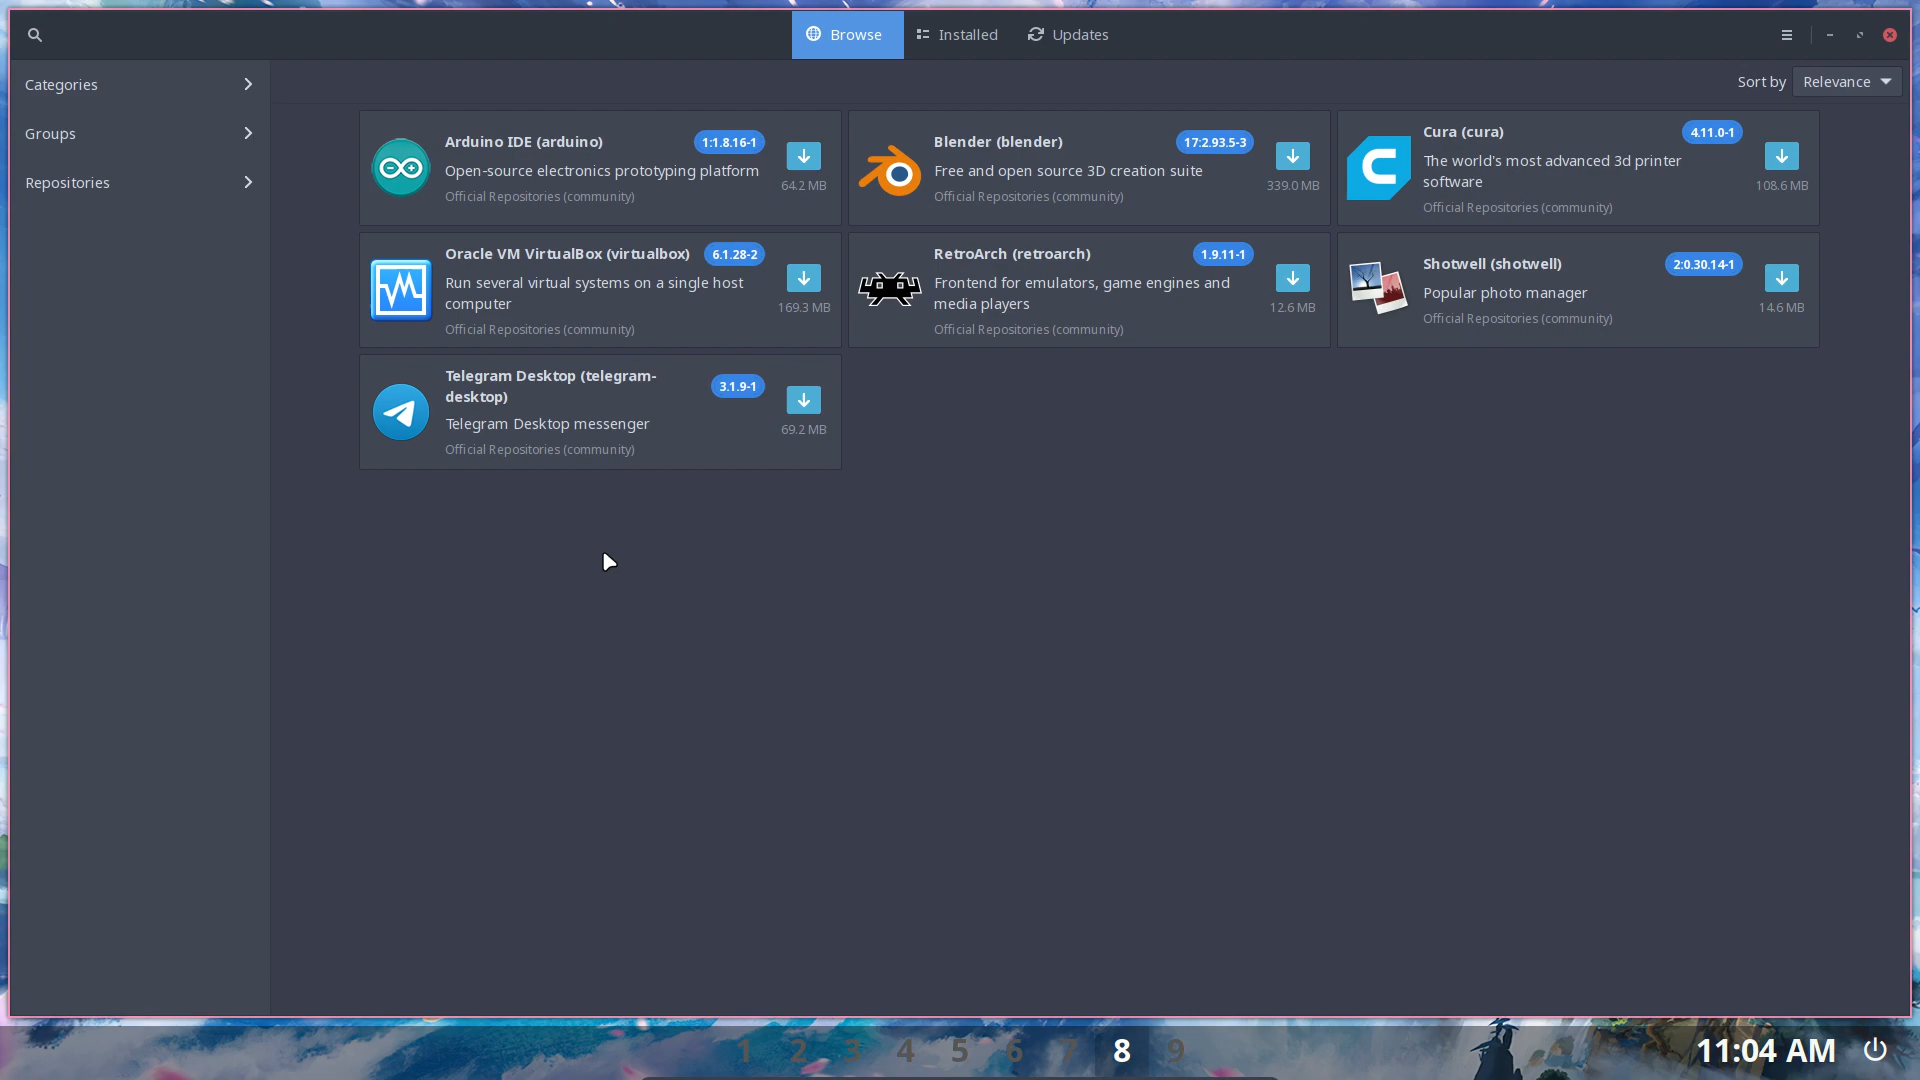 Browse
Installed
Updates
Categories
Groups
Repositories
Sort by
Relevance
Arduino IDE (arduino)
1:1.8.16-1
Open-source electronics prototyping platform
Official Repositories (community)
64.2 MB
Blender (blender)
17:2.93.5-3
Free and open source 3D creation suite
Official Repositories (community)
339.0 MB
Cura (cura)
4.11.0-1
The world's most advanced 3d printer
software
Official Repositories (community)
108.6 MB
Oracle VM VirtualBox (virtualbox)
6.1.28-2
Run several virtual systems on a single host
computer
Official Repositories (community)
169.3 MB
RetroArch (retroarch)
1.9.11-1
Frontend for emulators, game engines and
media players
Official Repositories (community)
12.6 MB
Shotwell (shotwell)
2:0.30.14-1
Popular photo manager
Official Repositories (community)
14.6 MB
Telegram Desktop (telegram-
desktop)
3.1.9-1
Telegram Desktop messenger
Official Repositories (community)
69.2 MB
1 2 3 4 5 6 7 8 9
11:04 AM